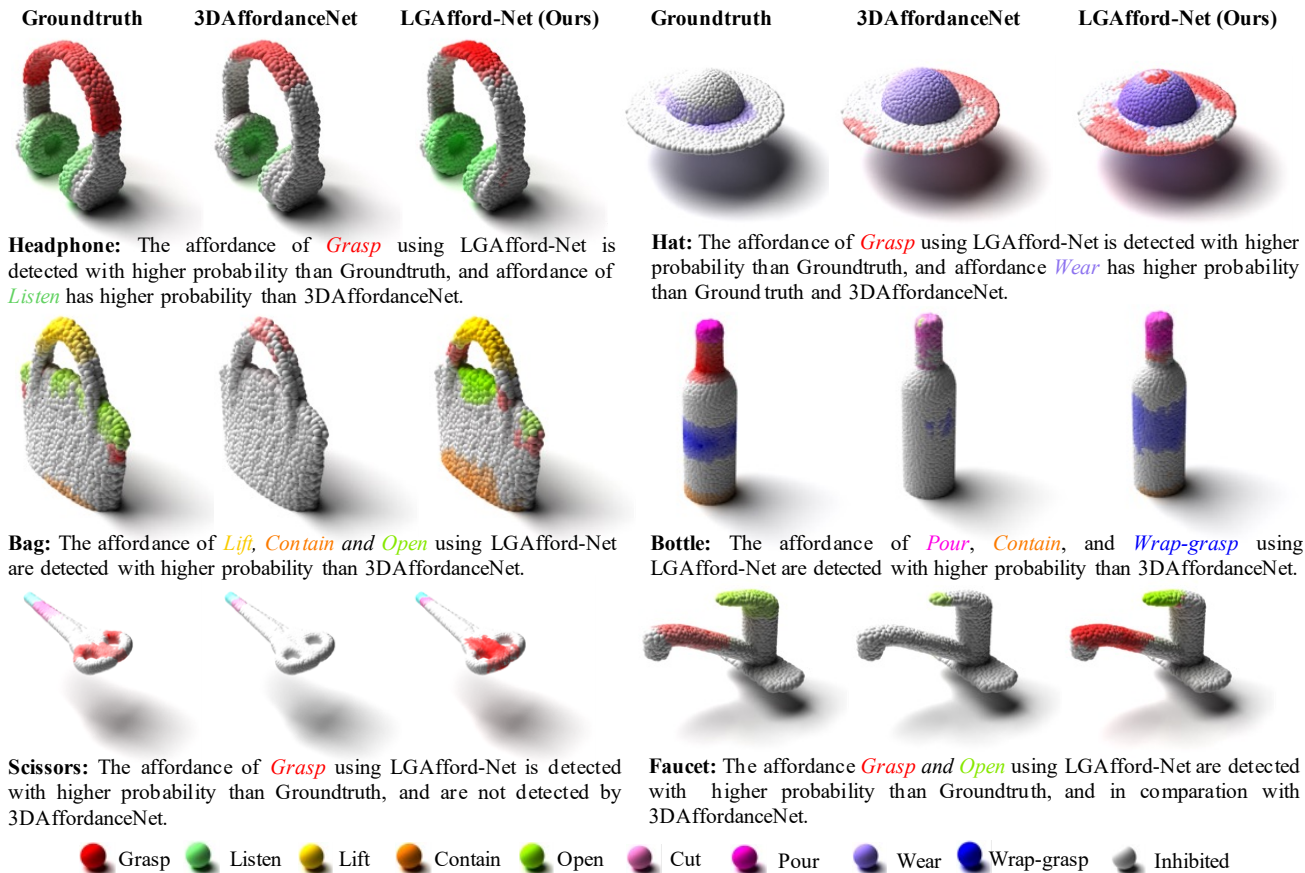 Groundtruth 3DAffordanceNet LGAfford-Net (Ours)
Groundtruth 3DAffordanceNet LGAfford-Net (Ours)
Headphone: The affordance of Grasp using LGAfford-Net is
detected with higher probability than Groundtruth, and affordance of
Listen has higher probability than 3DAffordanceNet.
Hat: The affordance of Grasp using LGAfford-Net is detected with higher
probability than Groundtruth, and affordance Wear has higher probability
than Ground truth and 3DAffordanceNet.
Bag: The affordance of Lift, Contain and Open using LGAfford-Net
are detected with higher probability than 3DAffordanceNet.
Bottle: The affordance of Pour, Contain, and Wrap-grasp using
LGAfford-Net are detected with higher probability than 3DAffordanceNet.
Scissors: The affordance of Grasp using LGAfford-Net is detected
with higher probability than Groundtruth, and are not detected by
3DAffordanceNet.
Faucet: The affordance Grasp and Open using LGAfford-Net are detected
with higher probability than Groundtruth, and in comparation with
3DAffordanceNet.
Grasp Listen Lift Contain Open Cut Pour Wear Wrap-grasp Inhibited